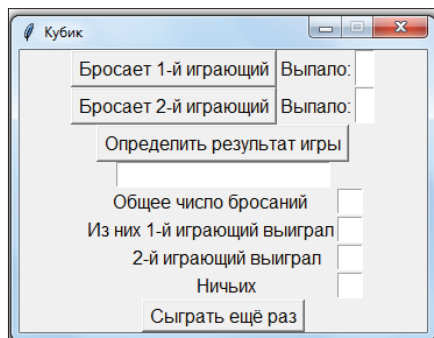 Кубик
Бросает 1-й играющий Выпало:
Бросает 2-й играющий Выпало:
Определить результат игры
Общее число бросаний
Из них 1-й играющий выиграл
2-й играющий выиграл
Ничьих
Сыграть ещё раз